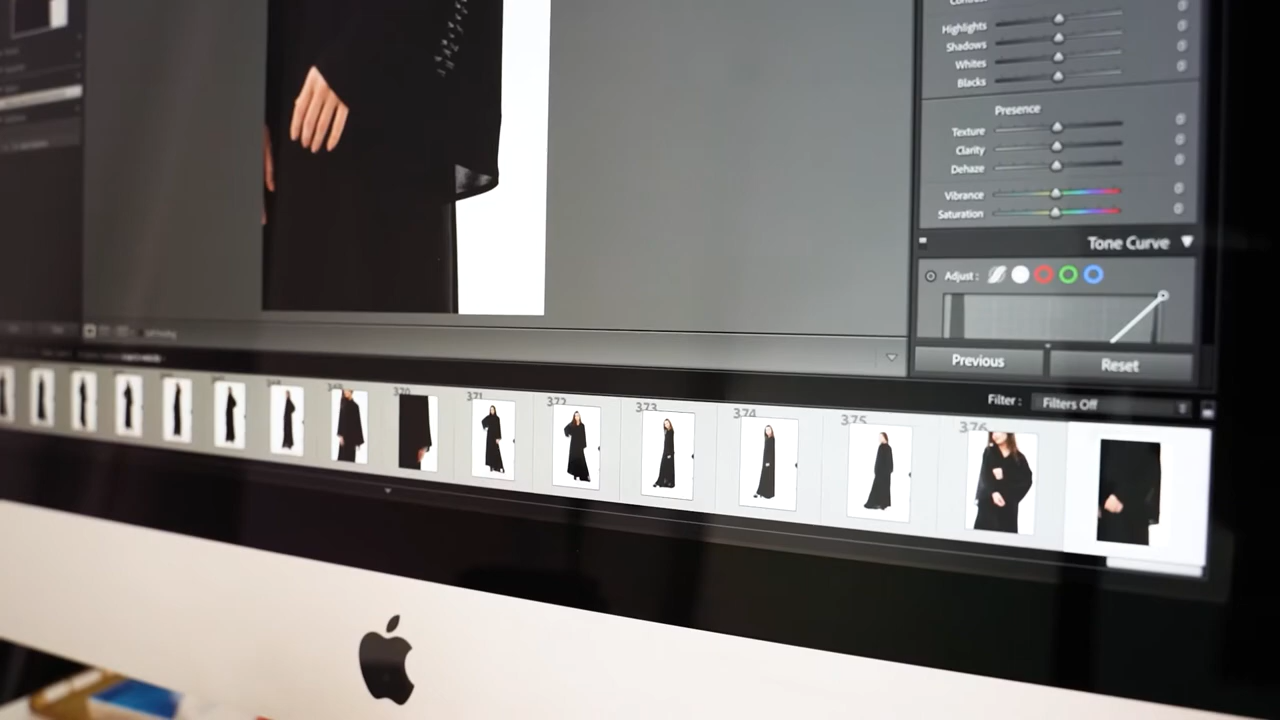 Highlights
Shadows
Whites
Blacks
Presence
Texture
Clarity
Dehaze
Vibrance
Saturation
Tone Curve
Adjust :
Previous
Reset
Filter :
Filters Off
370
371
372
373
374
375
376